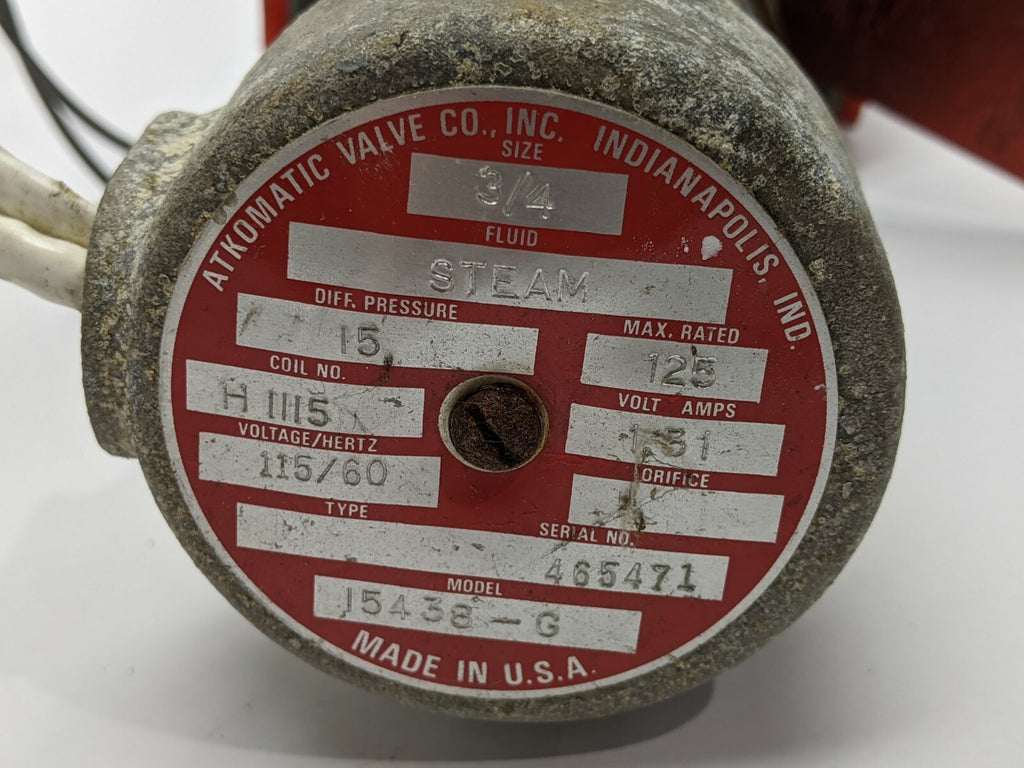 ATKOMATIC VALVE CO., INC. INDIANAPOLIS, IND.
SIZE
3/4
FLUID
STEAM
DIFF. PRESSURE
15
MAX. RATED
125
COIL NO.
H 1115
VOLT AMPS
VOLTAGE/HERTZ
115/60
ORIFICE
TYPE
SERIAL NO.
465471
MODEL
15438-G
MADE IN U.S.A.